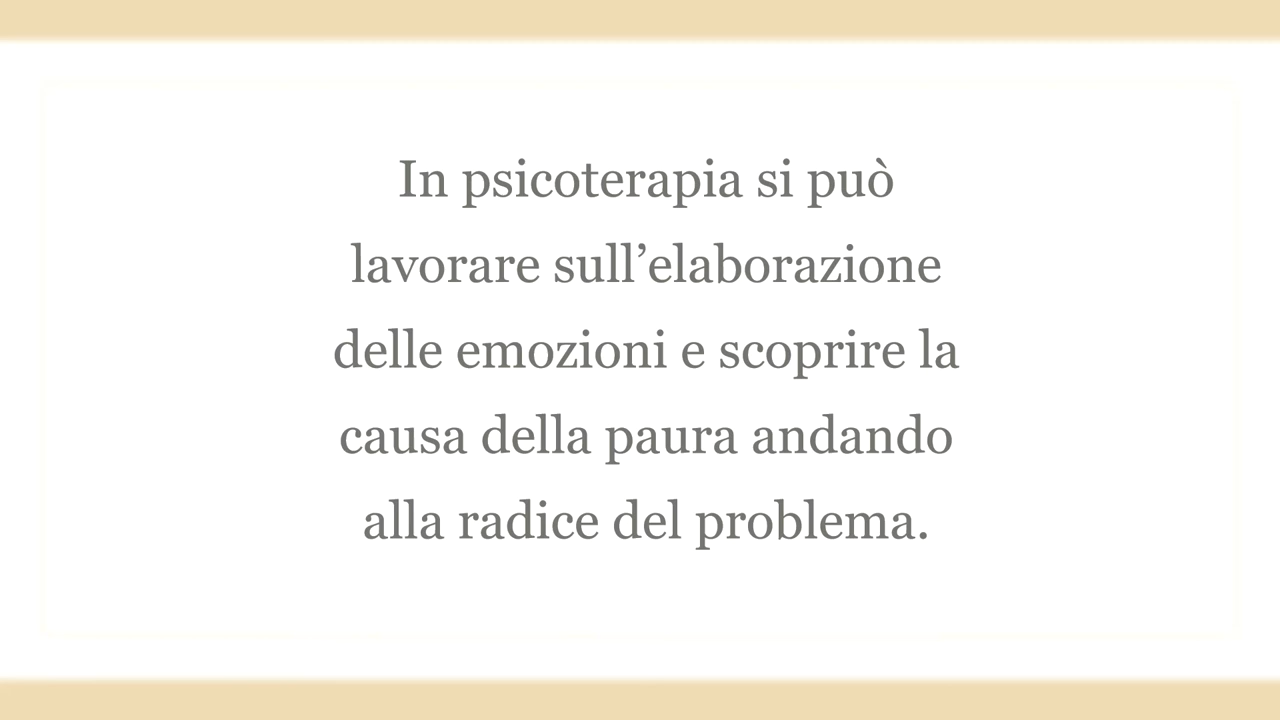 In psicoterapia si può
lavorare sull’elaborazione
delle emozioni e scoprire la
causa della paura andando
alla radice del problema.